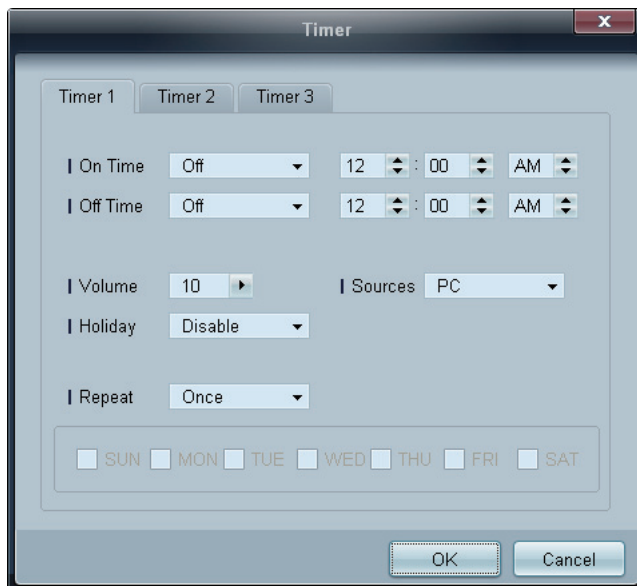 Timer
Timer 1 Timer 2 Timer 3
On Time Off 12 : 00 AM
Off Time Off 12 : 00 AM
Volume 10 Sources PC
Holiday Disable
Repeat Once
SUN MON TUE WED THU FRI SAT
OK Cancel